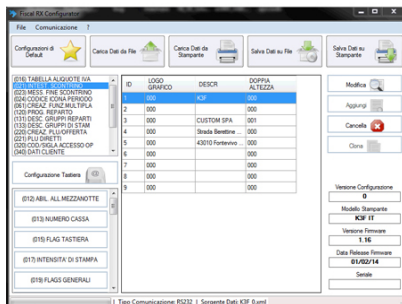 Fiscal RX Configurator
File Comunicazione ?
Configurazioni di Default
Carica Dati da File
Carica Dati da Stampante
Salva Dati su File
Salva Dati su Stampante
(016) TABELLA ALIQUOTE IVA
(021) INTEST. SCONTRINO
(023) MESS. FINE SCONTRINO
(024) CODICE ICONA PERIODO
(061) CREAZ. FUNZ MULTIPLA
(120) PROG. REPARTO
(131) DESC. GRUPPI REPARTI
(133) DESC. GRUPPI DI STAM
(220) CREAZ. PLU/OFFERTA
(221) PLU DIRETTI
(320) COD/SIGLA ACCESSO OP
(340) DATI CLIENTE
Configurazione Tastiera
(012) ABIL. ALL MEZZANOTTE
(013) NUMERO CASSA
(015) FLAG TASTIERA
(017) INTENSITA' DI STAMPA
(019) FLAGS GENERALI
ID LOGO GRAFICO DESCR DOPPIA ALTEZZA
1 000 K3F 000
2 000 000
3 000 CUSTOM SPA 001
4 000 Strada Berettine ... 000
5 000 43010 Fontevivo ... 000
6 000 000
7 000 000
8 000 000
9 000 000
Modifica
Aggiungi
Cancella
Clona
Versione Configurazione
0
Modello Stampante
K3F IT
Versione Firmware
1.16
Data Release Firmware
01/02/14
Seriale
Tipo Comunicazione: RS232 | Sorgente Dati: K3F 0.xml